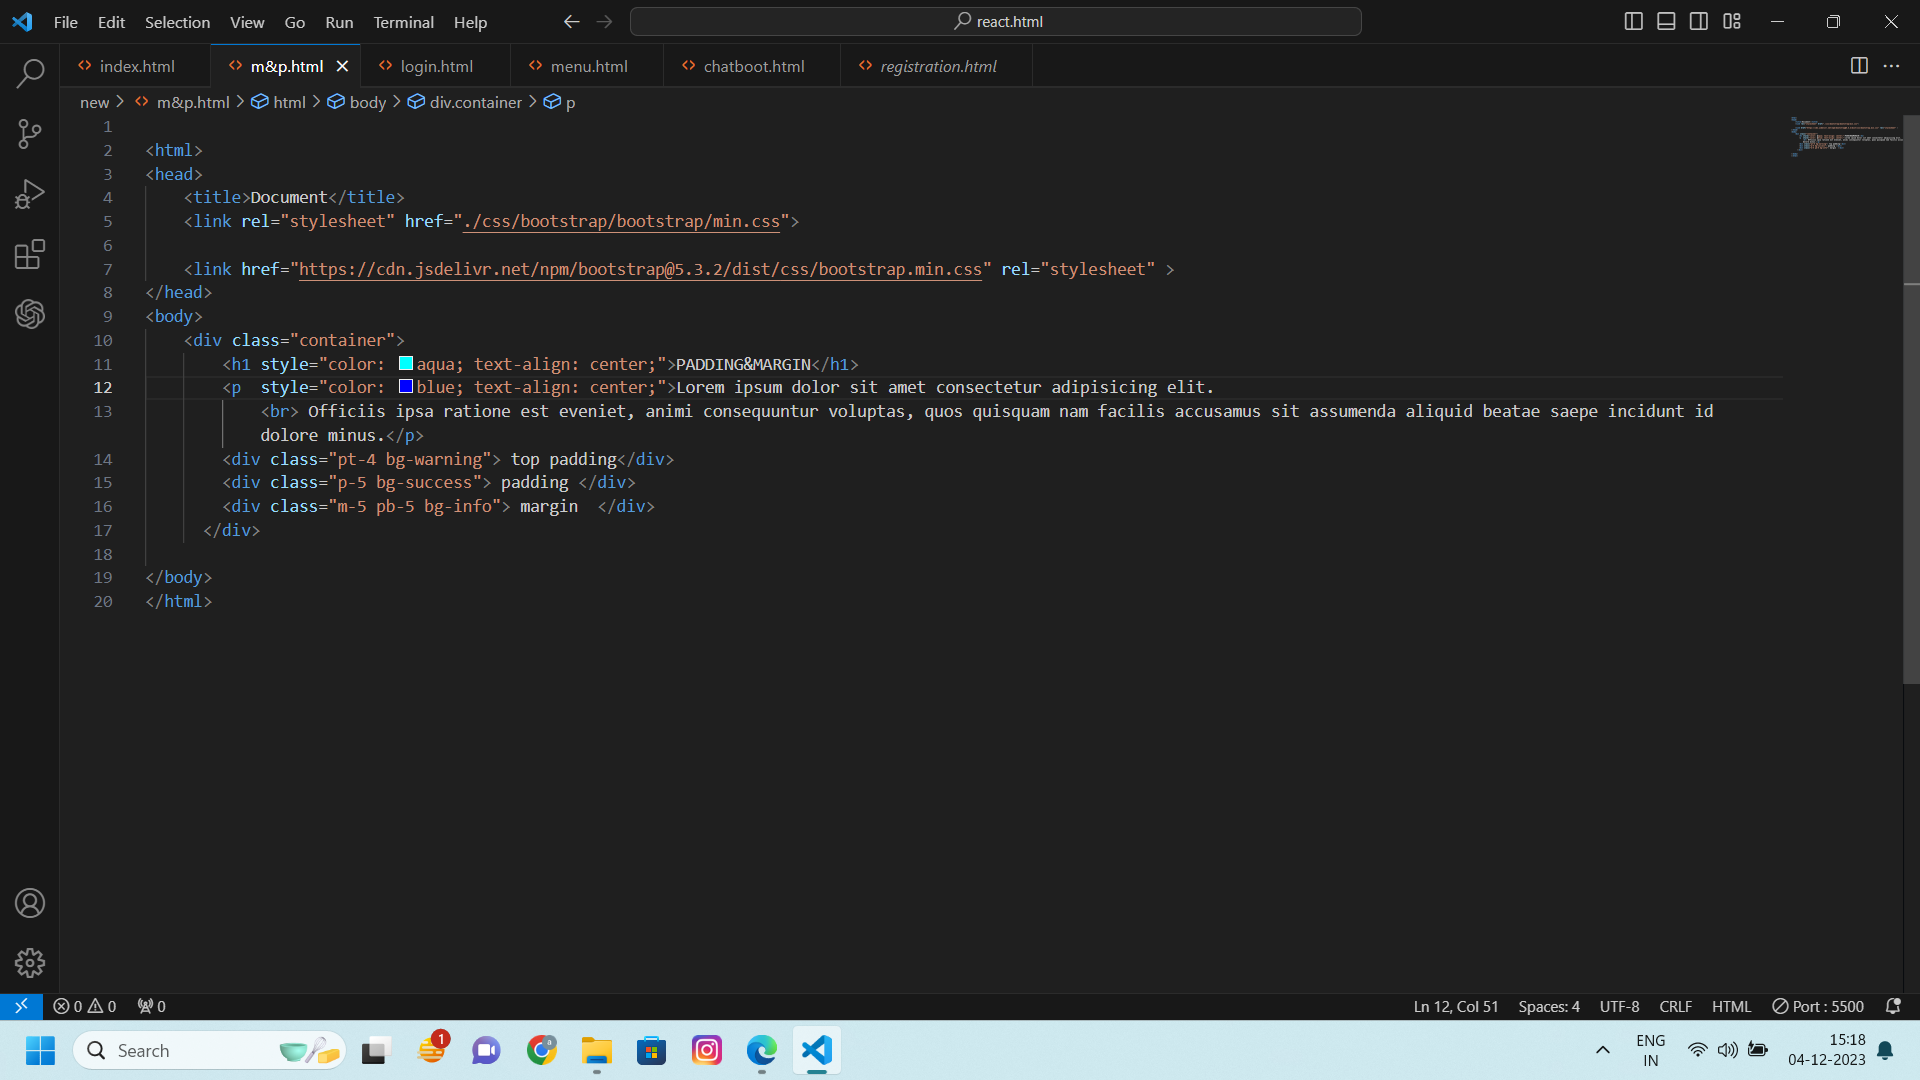 File Edit Selection View Go Run Terminal Help react.html
index.html m&p.html login.html menu.html chatboot.html registration.html
new > m&p.html > html > body > div.container > p
1
2 <html>
3 <head>
4 <title>Document</title>
5 <link rel="stylesheet" href="./css/bootstrap/bootstrap/min.css">
6
7 <link href="https://cdn.jsdelivr.net/npm/bootstrap@5.3.2/dist/css/bootstrap.min.css" rel="stylesheet" >
8 </head>
9 <body>
10 <div class="container">
11 <h1 style="color: aqua; text-align: center;">PADDING&MARGIN</h1>
12 <p  style="color: blue; text-align: center;">Lorem ipsum dolor sit amet consectetur adipisicing elit.
13 <br> Officiis ipsa ratione est eveniet, animi consequuntur voluptas, quos quisquam nam facilis accusamus sit assumenda aliquid beatae saepe incidunt id
dolore minus.</p>
14 <div class="pt-4 bg-warning"> top padding</div>
15 <div class="p-5 bg-success"> padding </div>
16 <div class="m-5 pb-5 bg-info"> margin  </div>
17 </div>
18
19 </body>
20 </html>
0 0 0 Ln 12, Col 51 Spaces: 4 UTF-8 CRLF HTML Port : 5500
Search 1 a ENG 15:18
IN 04-12-2023